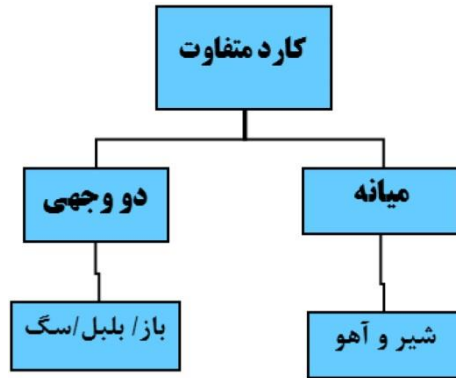 کارد متفاوت
میانه
دو وجهی
شیر و آهو
باز/ بلبل/سگ